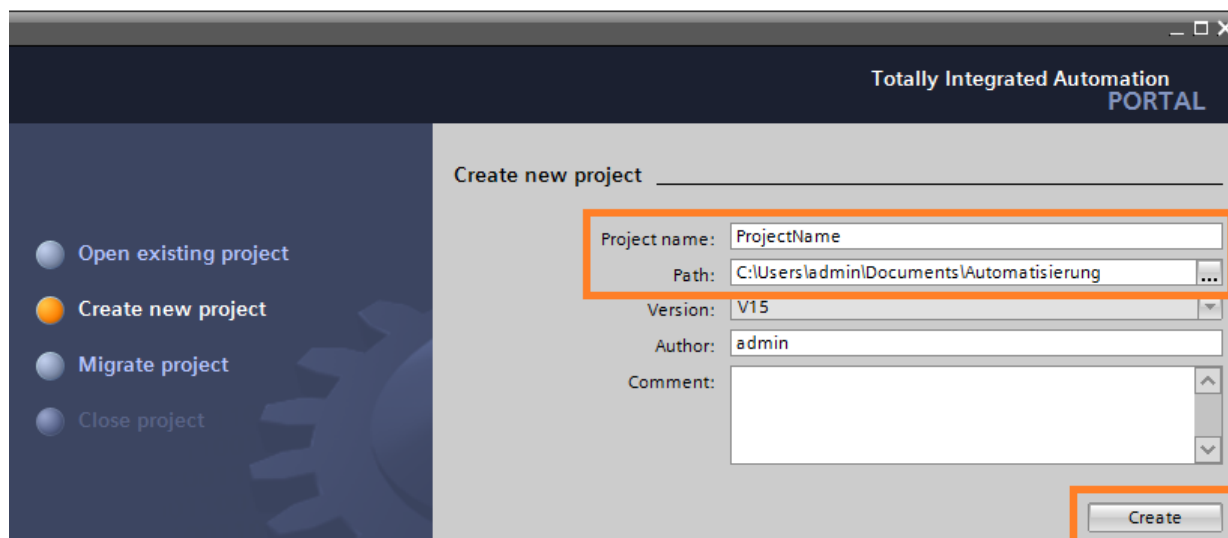 Totally Integrated Automation
PORTAL
Open existing project
Create new project
Migrate project
Close project
Create new project
Project name: ProjectName
Path: C:\Users\admin\Documents\Automatisierung ...
Version: V15
Author: admin
Comment:
Create